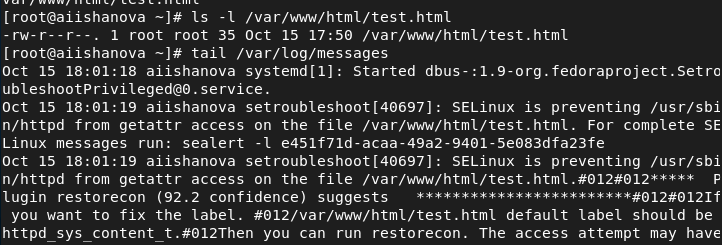 var/www/html/test.html
[root@aiishanova ~]# ls -l /var/www/html/test.html
-rw-r--r--. 1 root root 35 Oct 15 17:50 /var/www/html/test.html
[root@aiishanova ~]# tail /var/log/messages
Oct 15 18:01:18 aiishanova systemd[1]: Started dbus-:1.9-org.fedoraproject.Setro
ubleshootPrivileged@0.service.
Oct 15 18:01:19 aiishanova setroubleshoot[40697]: SELinux is preventing /usr/sbi
n/httpd from getattr access on the file /var/www/html/test.html. For complete SE
Linux messages run: sealert -l e451f71d-acaa-49a2-9401-5e083dfa23fe
Oct 15 18:01:19 aiishanova setroubleshoot[40697]: SELinux is preventing /usr/sbi
n/httpd from getattr access on the file /var/www/html/test.html.#012#012***** P
lugin restorecon (92.2 confidence) suggests   ************************#012#012If
 you want to fix the label. #012/var/www/html/test.html default label should be
httpd_sys_content_t.#012Then you can run restorecon. The access attempt may have